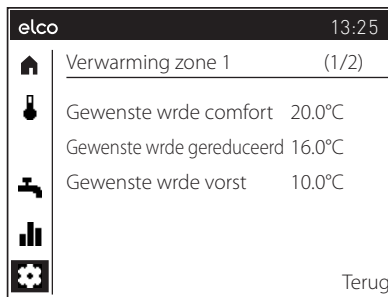 elco 13:25
Verwarming zone 1 (1/2)
Gewenste wrde comfort 20.0°C
Gewenste wrde gereduceerd 16.0°C
Gewenste wrde vorst 10.0°C
Terug